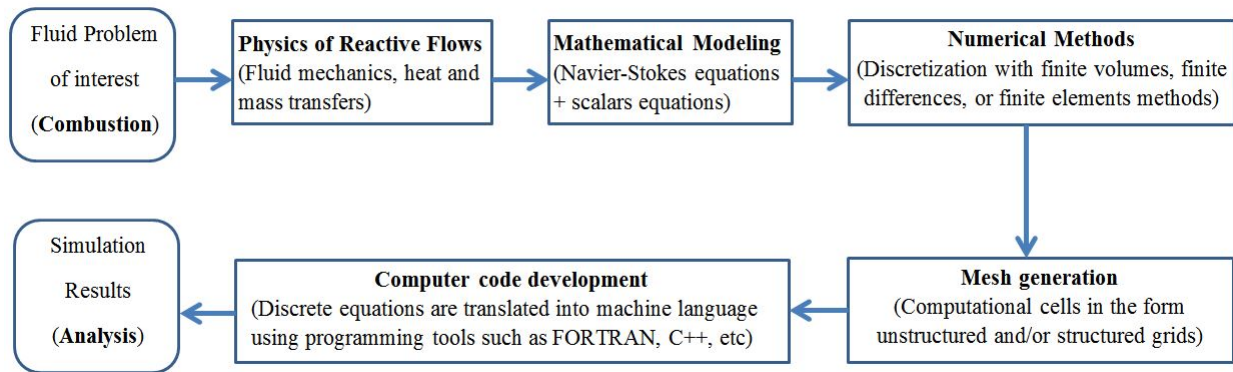 Fluid Problem
of interest
(Combustion)
Physics of Reactive Flows
(Fluid mechanics, heat and
mass transfers)
Mathematical Modeling
(Navier-Stokes equations
+ scalars equations)
Numerical Methods
(Discretization with finite volumes, finite
differences, or finite elements methods)
Mesh generation
(Computational cells in the form
unstructured and/or structured grids)
Computer code development
(Discrete equations are translated into machine language
using programming tools such as FORTRAN, C++, etc)
Simulation
Results
(Analysis)